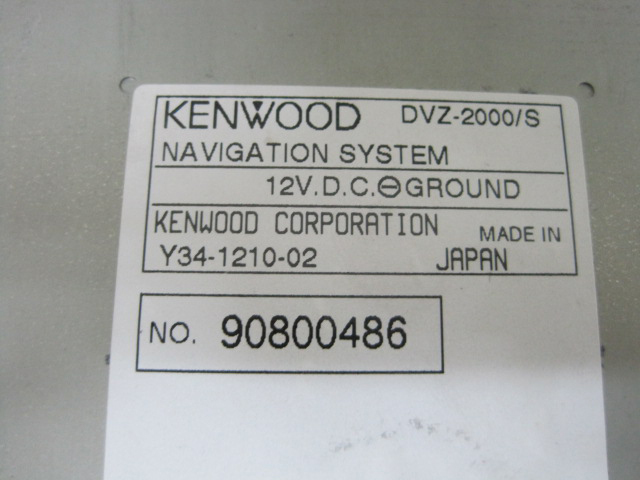 KENWOOD DVZ-2000/S
NAVIGATION SYSTEM
12V.D.C.⊖GROUND
KENWOOD CORPORATION MADE IN
Y34-1210-02 JAPAN
NO. 90800486